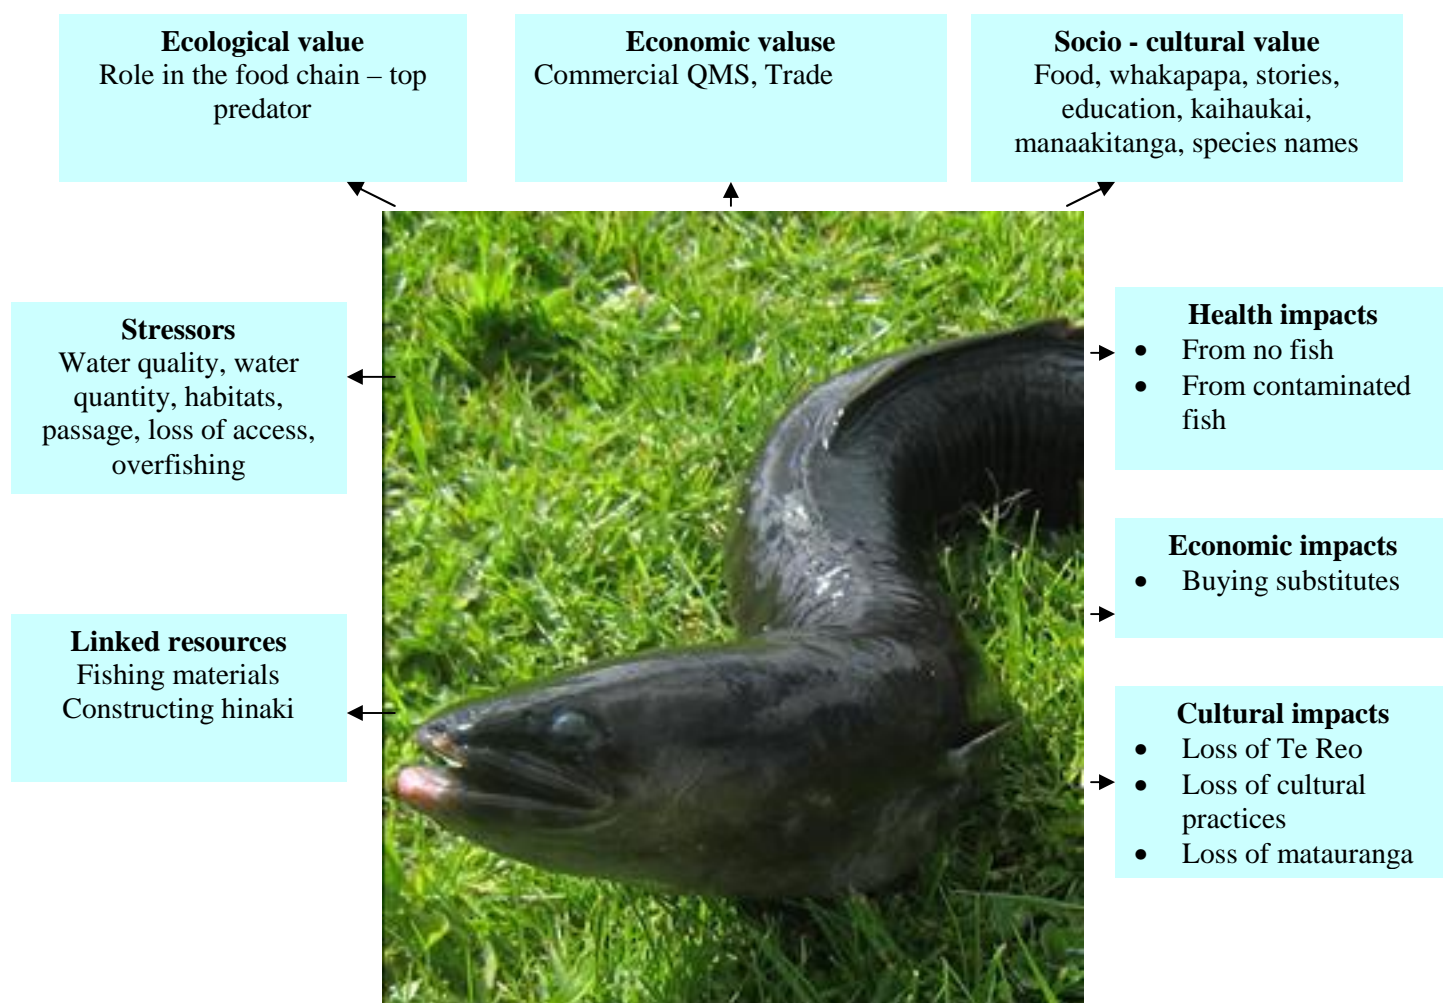 Ecological value
Role in the food chain – top
predator
Economic valuse
Commercial QMS, Trade
Socio - cultural value
Food, whakapapa, stories,
education, kaihaukai,
manaakitanga, species names
Stressors
Water quality, water
quantity, habitats,
passage, loss of access,
overfishing
Health impacts
• From no fish
• From contaminated
fish
Economic impacts
• Buying substitutes
Linked resources
Fishing materials
Constructing hinaki
Cultural impacts
• Loss of Te Reo
• Loss of cultural
practices
• Loss of matauranga